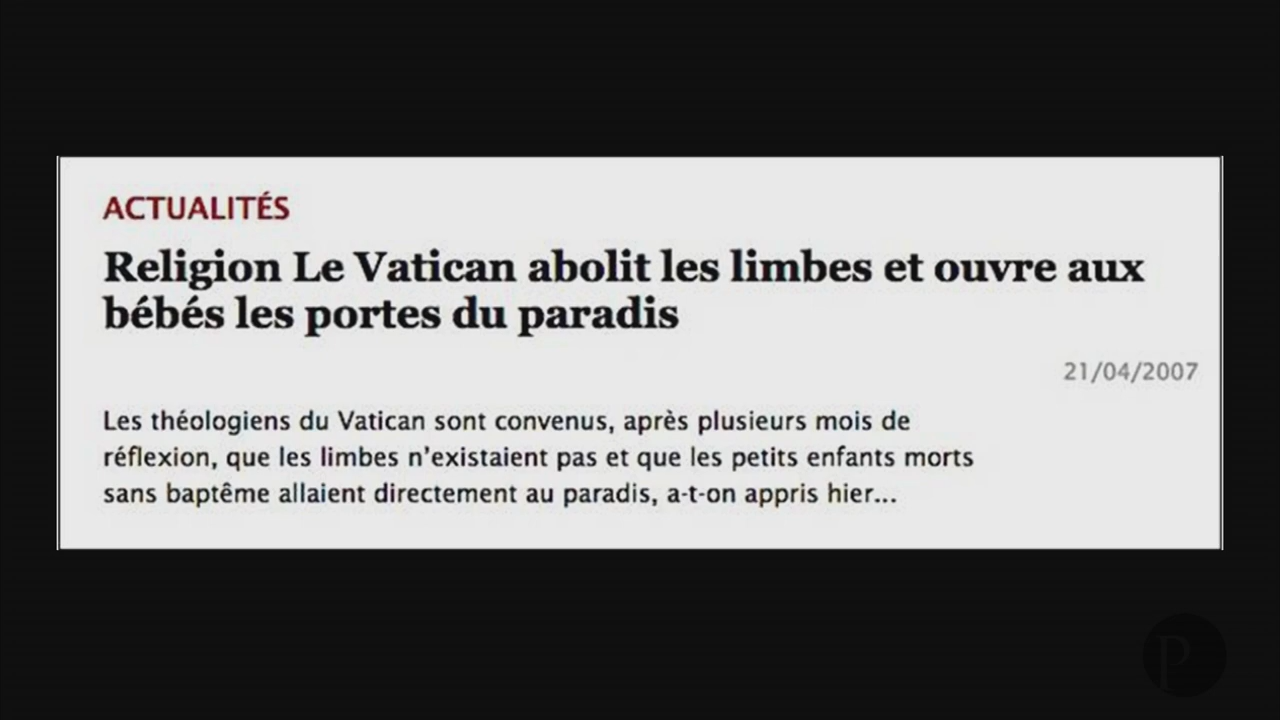 ACTUALITÉS
Religion Le Vatican abolit les limbes et ouvre aux
bébés les portes du paradis
21/04/2007
Les théologiens du Vatican sont convenus, après plusieurs mois de
réflexion, que les limbes n'existaient pas et que les petits enfants morts
sans baptême allaient directement au paradis, a-t-on appris hier...
P